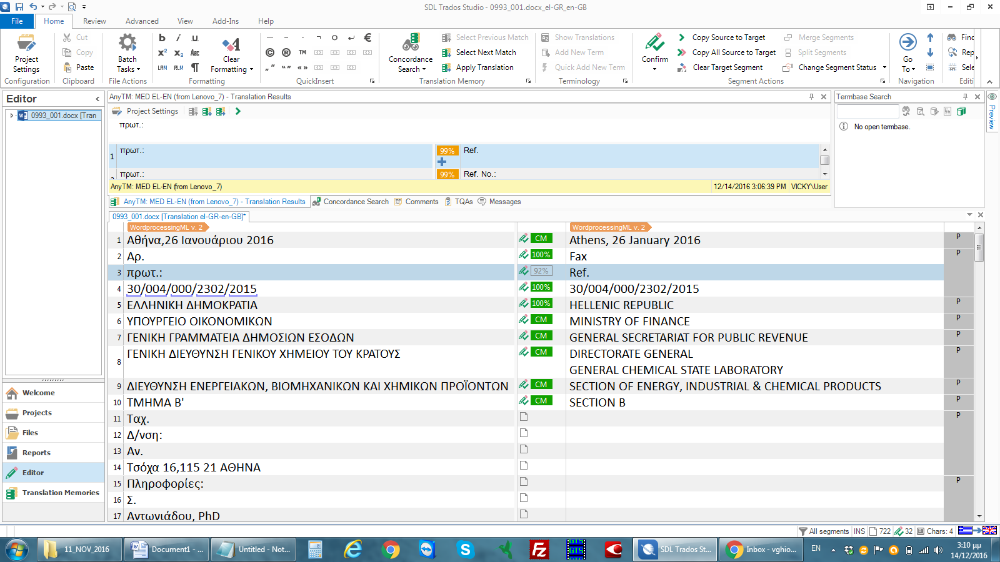 SDL Trados Studio - 0993_001.docx_el-GR_en-GB
File Home Review Advanced View Add-Ins Help
Project Settings
Configuration
Cut
Copy
Paste
Clipboard
Batch Tasks
File Actions
b i u
x² x₂ Abc
LRM RLM ¶
Clear Formatting
Formatting
© ® TM €
„ “ “ ” « »
QuickInsert
Concordance Search
Select Previous Match
Select Next Match
Apply Translation
Translation Memory
Show Translations
Add New Term
Quick Add New Term
Terminology
Confirm
Copy Source to Target
Copy All Source to Target
Clear Target Segment
Merge Segments
Split Segments
Change Segment Status
Segment Actions
Go To
Navigation
Find
Rep
Sele
Editi
Editor
0993_001.docx [Tran
AnyTM: MED EL-EN (from Lenovo_7) - Translation Results
Project Settings
πρωτ.:
1 πρωτ.: 99% Ref.
πρωτ.: 99% Ref. No.:
AnyTM: MED EL-EN (from Lenovo_7) 12/14/2016 3:06:39 PM VICKY\User
AnyTM: MED EL-EN (from Lenovo_7) - Translation Results Concordance Search Comments TQAs Messages
Termbase Search
No open termbase.
Preview
0993_001.docx [Translation el-GR-en-GB]*
WordprocessingML v. 2 WordprocessingML v. 2
1 Αθήνα,26 Ιανουάριου 2016 CM Athens, 26 January 2016 P
2 Αρ. 100% Fax P
3 πρωτ.: 92% Ref.
4 30/004/000/2302/2015 100% 30/004/000/2302/2015
5 ΕΛΛΗΝΙΚΗ ΔΗΜΟΚΡΑΤΙΑ 100% HELLENIC REPUBLIC P
6 ΥΠΟΥΡΓΕΙΟ ΟΙΚΟΝΟΜΙΚΩΝ CM MINISTRY OF FINANCE P
7 ΓΕΝΙΚΗ ΓΡΑΜΜΑΤΕΙΑ ΔΗΜΟΣΙΩΝ ΕΣΟΔΩΝ CM GENERAL SECRETARIAT FOR PUBLIC REVENUE P
8 ΓΕΝΙΚΗ ΔΙΕΥΘΥΝΣΗ ΓΕΝΙΚΟΥ ΧΗΜΕΙΟΥ ΤΟΥ ΚΡΑΤΟΥΣ CM DIRECTORATE GENERAL P
GENERAL CHEMICAL STATE LABORATORY
9 ΔΙΕΥΘΥΝΣΗ ΕΝΕΡΓΕΙΑΚΩΝ, ΒΙΟΜΗΧΑΝΙΚΩΝ ΚΑΙ ΧΗΜΙΚΩΝ ΠΡΟΪΟΝΤΩΝ CM SECTION OF ENERGY, INDUSTRIAL & CHEMICAL PRODUCTS P
10 ΤΜΗΜΑ Β' CM SECTION B P
11 Ταχ. P
12 Δ/νση:
13 Αν.
14 Τσόχα 16,115 21 ΑΘΗΝΑ
15 Πληροφορίες: P
16 Σ.
17 Αντωνιάδου, PhD
Welcome
Projects
Files
Reports
Editor
Translation Memories
All segments INS 722 32 Chars: 4
11_NOV_2016
Document1 - ...
Untitled - Not...
GTS
SDL Trados St...
Inbox - vghio...
EN
3:10 μμ
14/12/2016